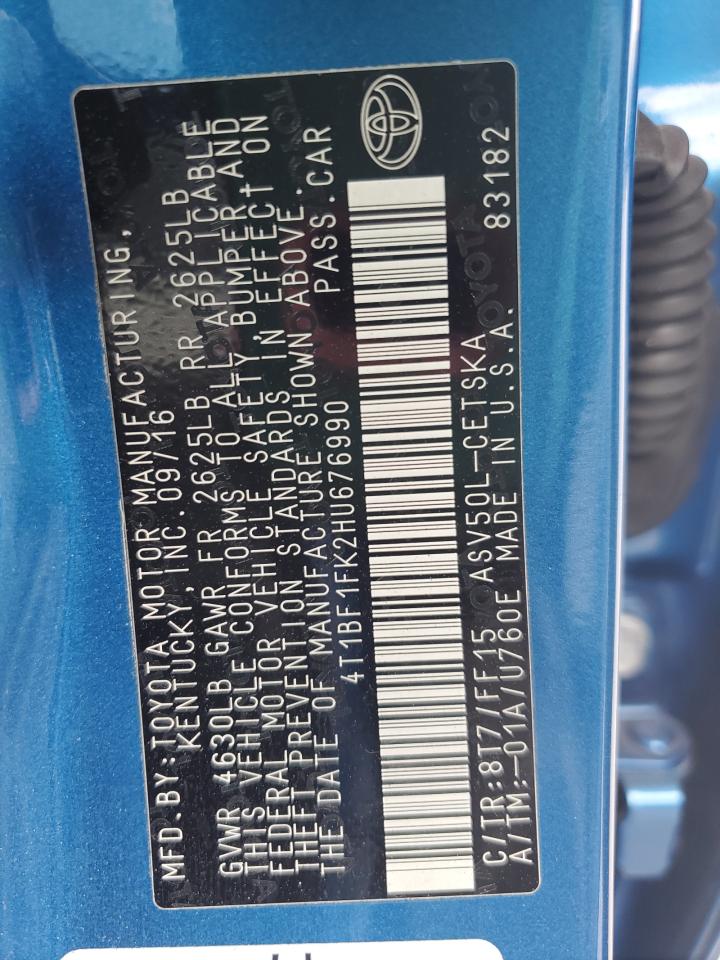 MFD.BY:TOYOTA MOTOR MANUFACTURING,
KENTUCKY, INC.09/16
GVWR 4630LB GAWR FR 2625LB RR 2625LB
THIS VEHICLE CONFORMS TO ALL APPLICABLE
FEDERAL MOTOR VEHICLE SAFETY,BUMPER,AND
THEFT PREVENTION STANDARDS IN EFFECT ON
THE DATE OF MANUFACTURE SHOWN ABOVE.
4T1BF1FK2HU676990 PASS.CAR
C/TR:8T7/FF15 ASV50L-CETSKA 83182
A/TM:-01A/U760E MADE IN U.S.A.